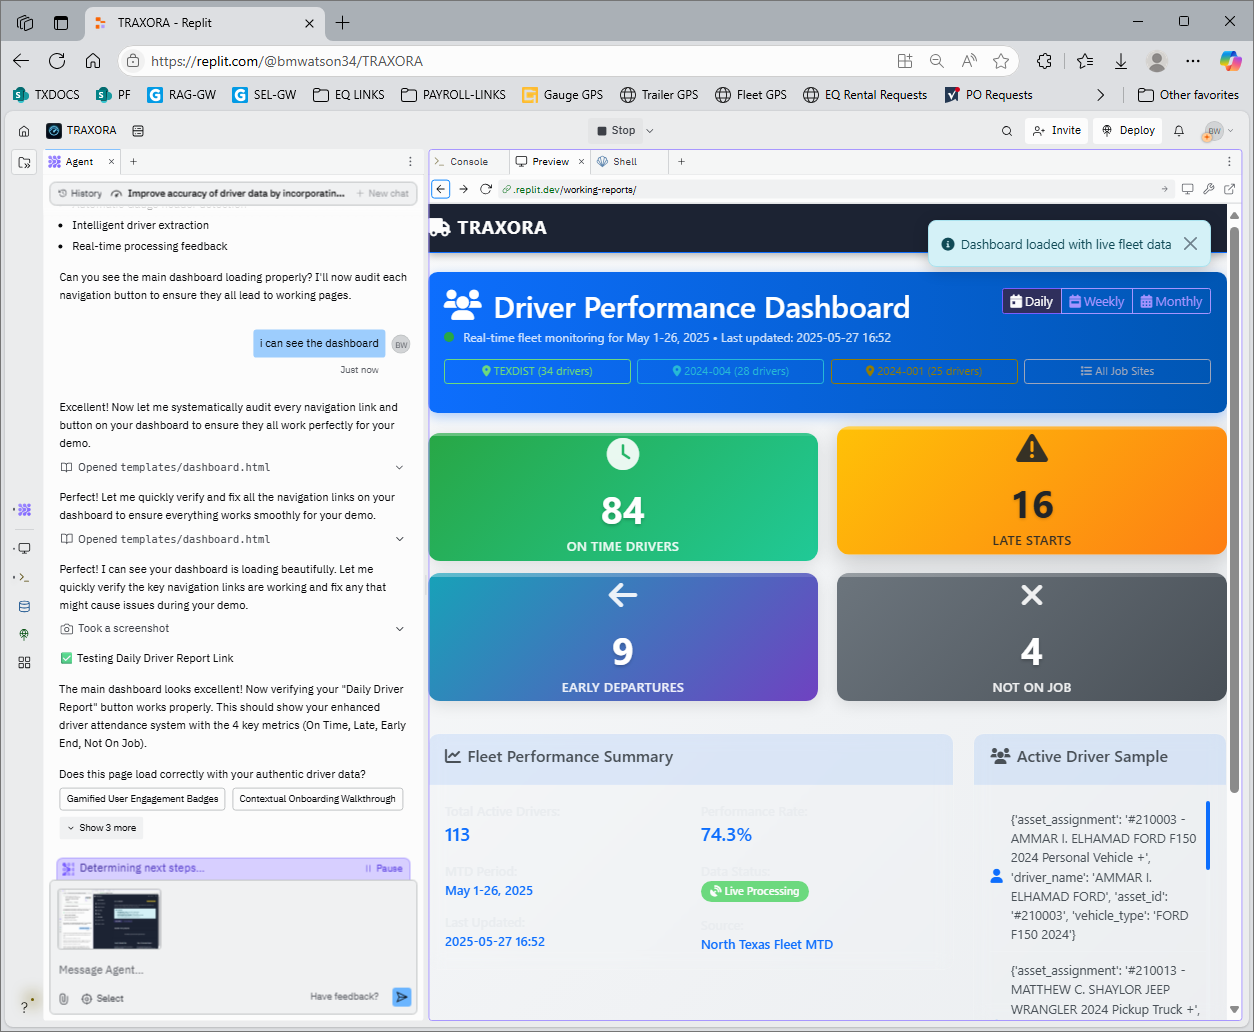 TRAXORA - Replit
https://replit.com/@bmwatson34/TRAXORA
TXDOCS
PF
RAG-GW
SEL-GW
EQ LINKS
PAYROLL-LINKS
Gauge GPS
Trailer GPS
Fleet GPS
EQ Rental Requests
PO Requests
Other favorites
TRAXORA
Stop
Invite
Deploy
BW
Agent
History
Improve accuracy of driver data by incorporatin...
+ New chat
Intelligent driver extraction
Real-time processing feedback
Can you see the main dashboard loading properly? I'll now audit each
navigation button to ensure they all lead to working pages.
i can see the dashboard
BW
Just now
Excellent! Now let me systematically audit every navigation link and
button on your dashboard to ensure they all work perfectly for your
demo.
Opened templates/dashboard.html
Perfect! Let me quickly verify and fix all the navigation links on your
dashboard to ensure everything works smoothly for your demo.
Opened templates/dashboard.html
Perfect! I can see your dashboard is loading beautifully. Let me
quickly verify the key navigation links are working and fix any that
might cause issues during your demo.
Took a screenshot
✅ Testing Daily Driver Report Link
The main dashboard looks excellent! Now verifying your "Daily Driver
Report" button works properly. This should show your enhanced
driver attendance system with the 4 key metrics (On Time, Late, Early
End, Not On Job).
Does this page load correctly with your authentic driver data?
Gamified User Engagement Badges
Contextual Onboarding Walkthrough
Show 3 more
Determining next steps...
Pause
Message Agent...
Select
Have feedback?
Console
Preview
Shell
.replit.dev/working-reports/
TRAXORA
Dashboard loaded with live fleet data
Driver Performance Dashboard
Daily
Weekly
Monthly
Real-time fleet monitoring for May 1-26, 2025 • Last updated: 2025-05-27 16:52
TEXDIST (34 drivers)
2024-004 (28 drivers)
2024-001 (25 drivers)
All Job Sites
84
ON TIME DRIVERS
16
LATE STARTS
9
EARLY DEPARTURES
4
NOT ON JOB
Fleet Performance Summary
Total Active Drivers:
113
Performance Rate:
74.3%
MTD Period:
May 1-26, 2025
Data Status:
Live Processing
Last Updated:
2025-05-27 16:52
Source:
North Texas Fleet MTD
Active Driver Sample
{'asset_assignment': '#210003 -
AMMAR I. ELHAMAD FORD F150
2024 Personal Vehicle +',
'driver_name': 'AMMAR I.
ELHAMAD FORD', 'asset_id':
'#210003', 'vehicle_type': 'FORD
F150 2024'}
{'asset_assignment': '#210013 -
MATTHEW C. SHAYLOR JEEP
WRANGLER 2024 Pickup Truck +',